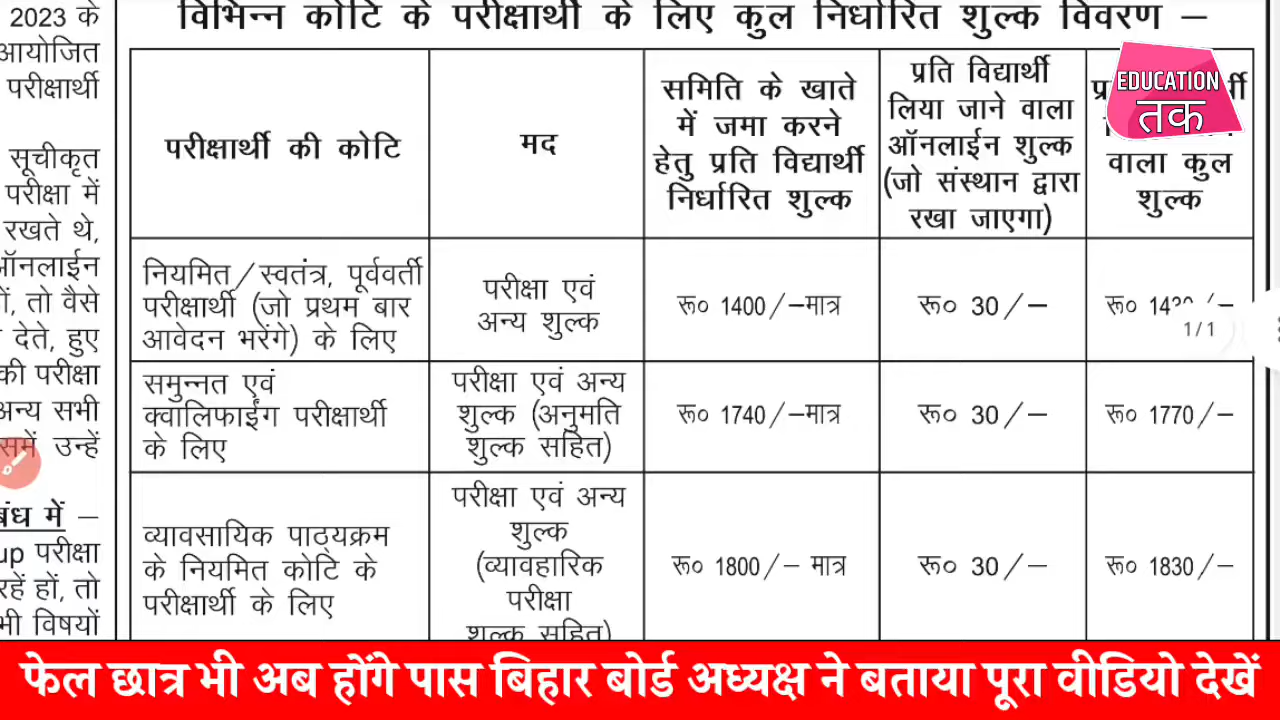 2023 के
आयोजित
परीक्षार्थी
सूचीकृत
परीक्षा में
रखते थे,
ऑनलाईन
तो वैसे
देते, हुए
की परीक्षा
अन्य सभी
उन्हें
में –
up परीक्षा
रहें हों, तो
भी विषयों
विभिन्न कोटि के परीक्षार्थी के लिए कुल निर्धारित शुल्क विवरण –
परीक्षार्थी की कोटि
मद
समिति के खाते
में जमा करने
हेतु प्रति विद्यार्थी
निर्धारित शुल्क
प्रति विद्यार्थी
लिया जाने वाला
ऑनलाईन शुल्क
(जो संस्थान द्वारा
रखा जाएगा)
वाला कुल
शुल्क
EDUCATION
तक
नियमित/स्वतंत्र, पूर्ववर्ती
परीक्षार्थी (जो प्रथम बार
आवेदन भरेंगे) के लिए
परीक्षा एवं
अन्य शुल्क
रू० 1400/–मात्र
रू० 30/–
रू०
1/1
समुन्नत एवं
क्वालिफाईंग परीक्षार्थी
के लिए
परीक्षा एवं अन्य
शुल्क (अनुमति
शुल्क सहित)
रू० 1740/–मात्र
रू० 30/–
रू० 1770/–
व्यावसायिक पाठ्यक्रम
के नियमित कोटि के
परीक्षार्थी के लिए
परीक्षा एवं अन्य
शुल्क
(व्यावहारिक
परीक्षा
शुल्क सहित)
रू० 1800/– मात्र
रू० 30/–
रू० 1830/–
फेल छात्र भी अब होंगे पास बिहार बोर्ड अध्यक्ष ने बताया पूरा वीडियो देखें